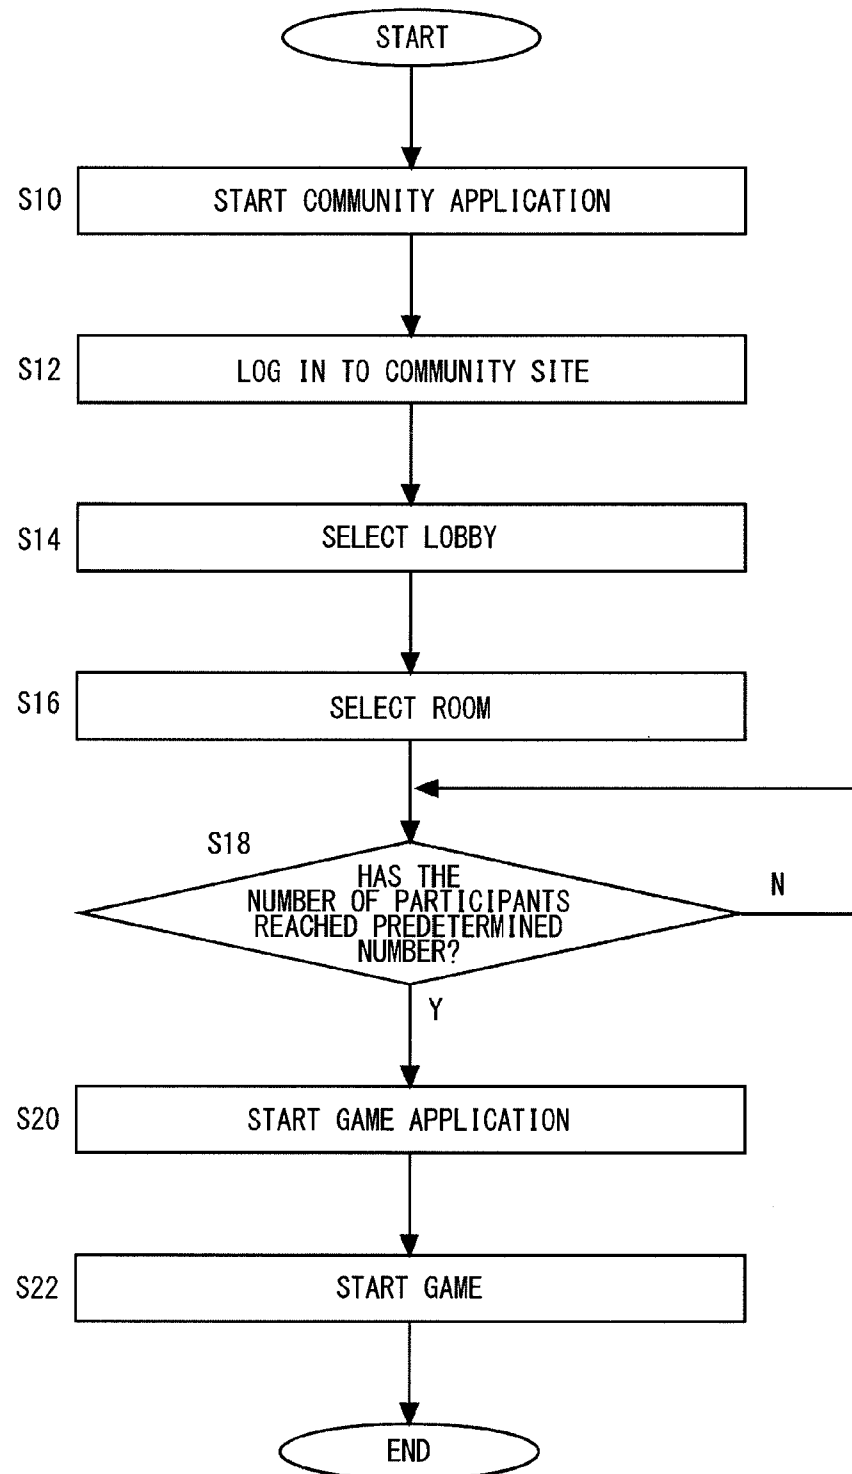 START
S10
START COMMUNITY APPLICATION
S12
LOG IN TO COMMUNITY SITE
S14
SELECT LOBBY
S16
SELECT ROOM
S18
HAS THE
NUMBER OF PARTICIPANTS
REACHED PREDETERMINED
NUMBER?
N
Y
S20
START GAME APPLICATION
S22
START GAME
END